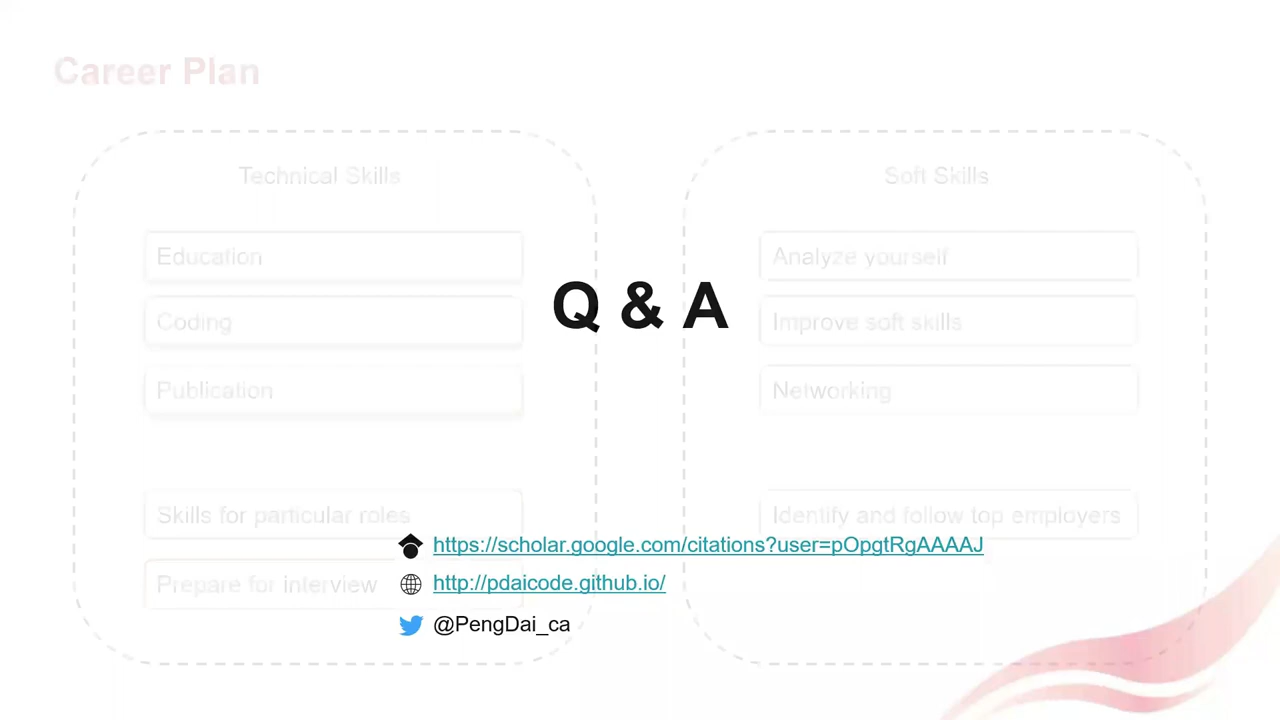 Career Plan
Technical Skills
Education
Coding
Publication
Skills for particular roles
Prepare for interview
Soft Skills
Analyze yourself
Improve soft skills
Networking
Identify and follow top employers
Q & A
https://scholar.google.com/citations?user=pOpgtRgAAAAJ
http://pdaicode.github.io/
@PengDai_ca